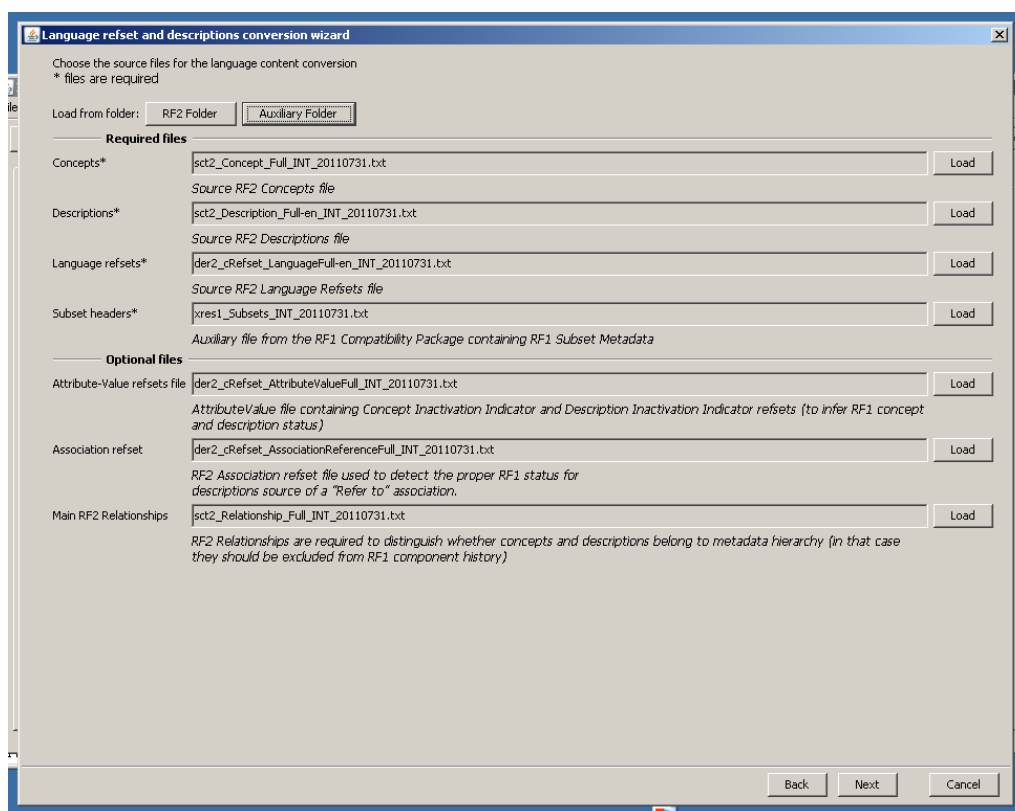 Language refset and descriptions conversion wizard
Choose the source files for the language content conversion
* files are required
Load from folder: RF2 Folder Auxiliary Folder
Required files
Concepts* sct2_Concept_Full_INT_20110731.txt Load
Source RF2 Concepts file
Descriptions* sct2_Description_Full-en_INT_20110731.txt Load
Source RF2 Descriptions file
Language refsets* der2_cRefset_LanguageFull-en_INT_20110731.txt Load
Source RF2 Language Refsets file
Subset headers* xres1_Subsets_INT_20110731.txt Load
Auxiliary file from the RF1 Compatibility Package containing RF1 Subset Metadata
Optional files
Attribute-Value refsets file der2_cRefset_AttributeValueFull_INT_20110731.txt Load
AttributeValue file containing Concept Inactivation Indicator and Description Inactivation Indicator refsets (to infer RF1 concept
and description status)
Association refset der2_cRefset_AssociationReferenceFull_INT_20110731.txt Load
RF2 Association refset file used to detect the proper RF1 status for
descriptions source of a "Refer to" association.
Main RF2 Relationships sct2_Relationship_Full_INT_20110731.txt Load
RF2 Relationships are required to distinguish whether concepts and descriptions belong to metadata hierarchy (in that case
they should be excluded from RF1 component history)
Back Next Cancel